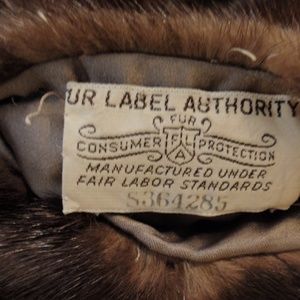 UR LABEL AUTHORITY
FUR
CONSUMER FLA PROTECTION
MANUFACTURED UNDER
FAIR LABOR STANDARDS
S364285